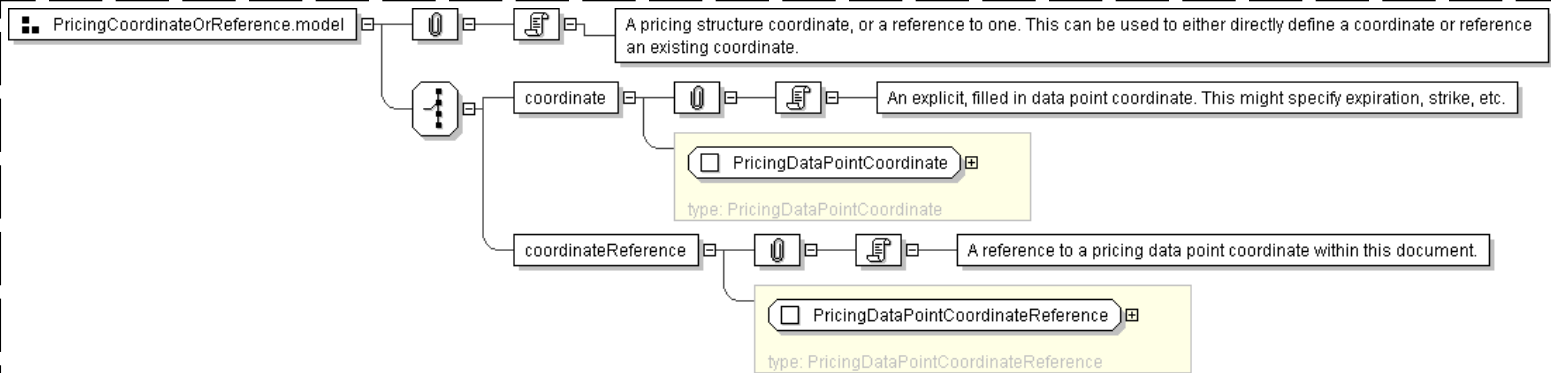 PricingCoordinateOrReference.model
A pricing structure coordinate, or a reference to one. This can be used to either directly define a coordinate or reference
an existing coordinate.
coordinate
An explicit, filled in data point coordinate. This might specify expiration, strike, etc.
PricingDataPointCoordinate
type: PricingDataPointCoordinate
coordinateReference
A reference to a pricing data point coordinate within this document.
PricingDataPointCoordinateReference
type: PricingDataPointCoordinateReference